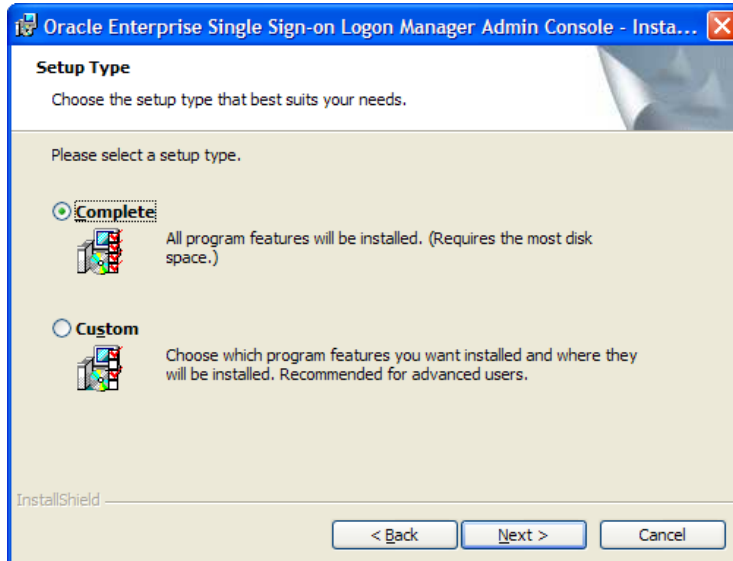 Oracle Enterprise Single Sign-on Logon Manager Admin Console - Insta...
Setup Type
Choose the setup type that best suits your needs.
Please select a setup type.
Complete
All program features will be installed. (Requires the most disk
space.)
Custom
Choose which program features you want installed and where they
will be installed. Recommended for advanced users.
InstallShield
< Back
Next >
Cancel